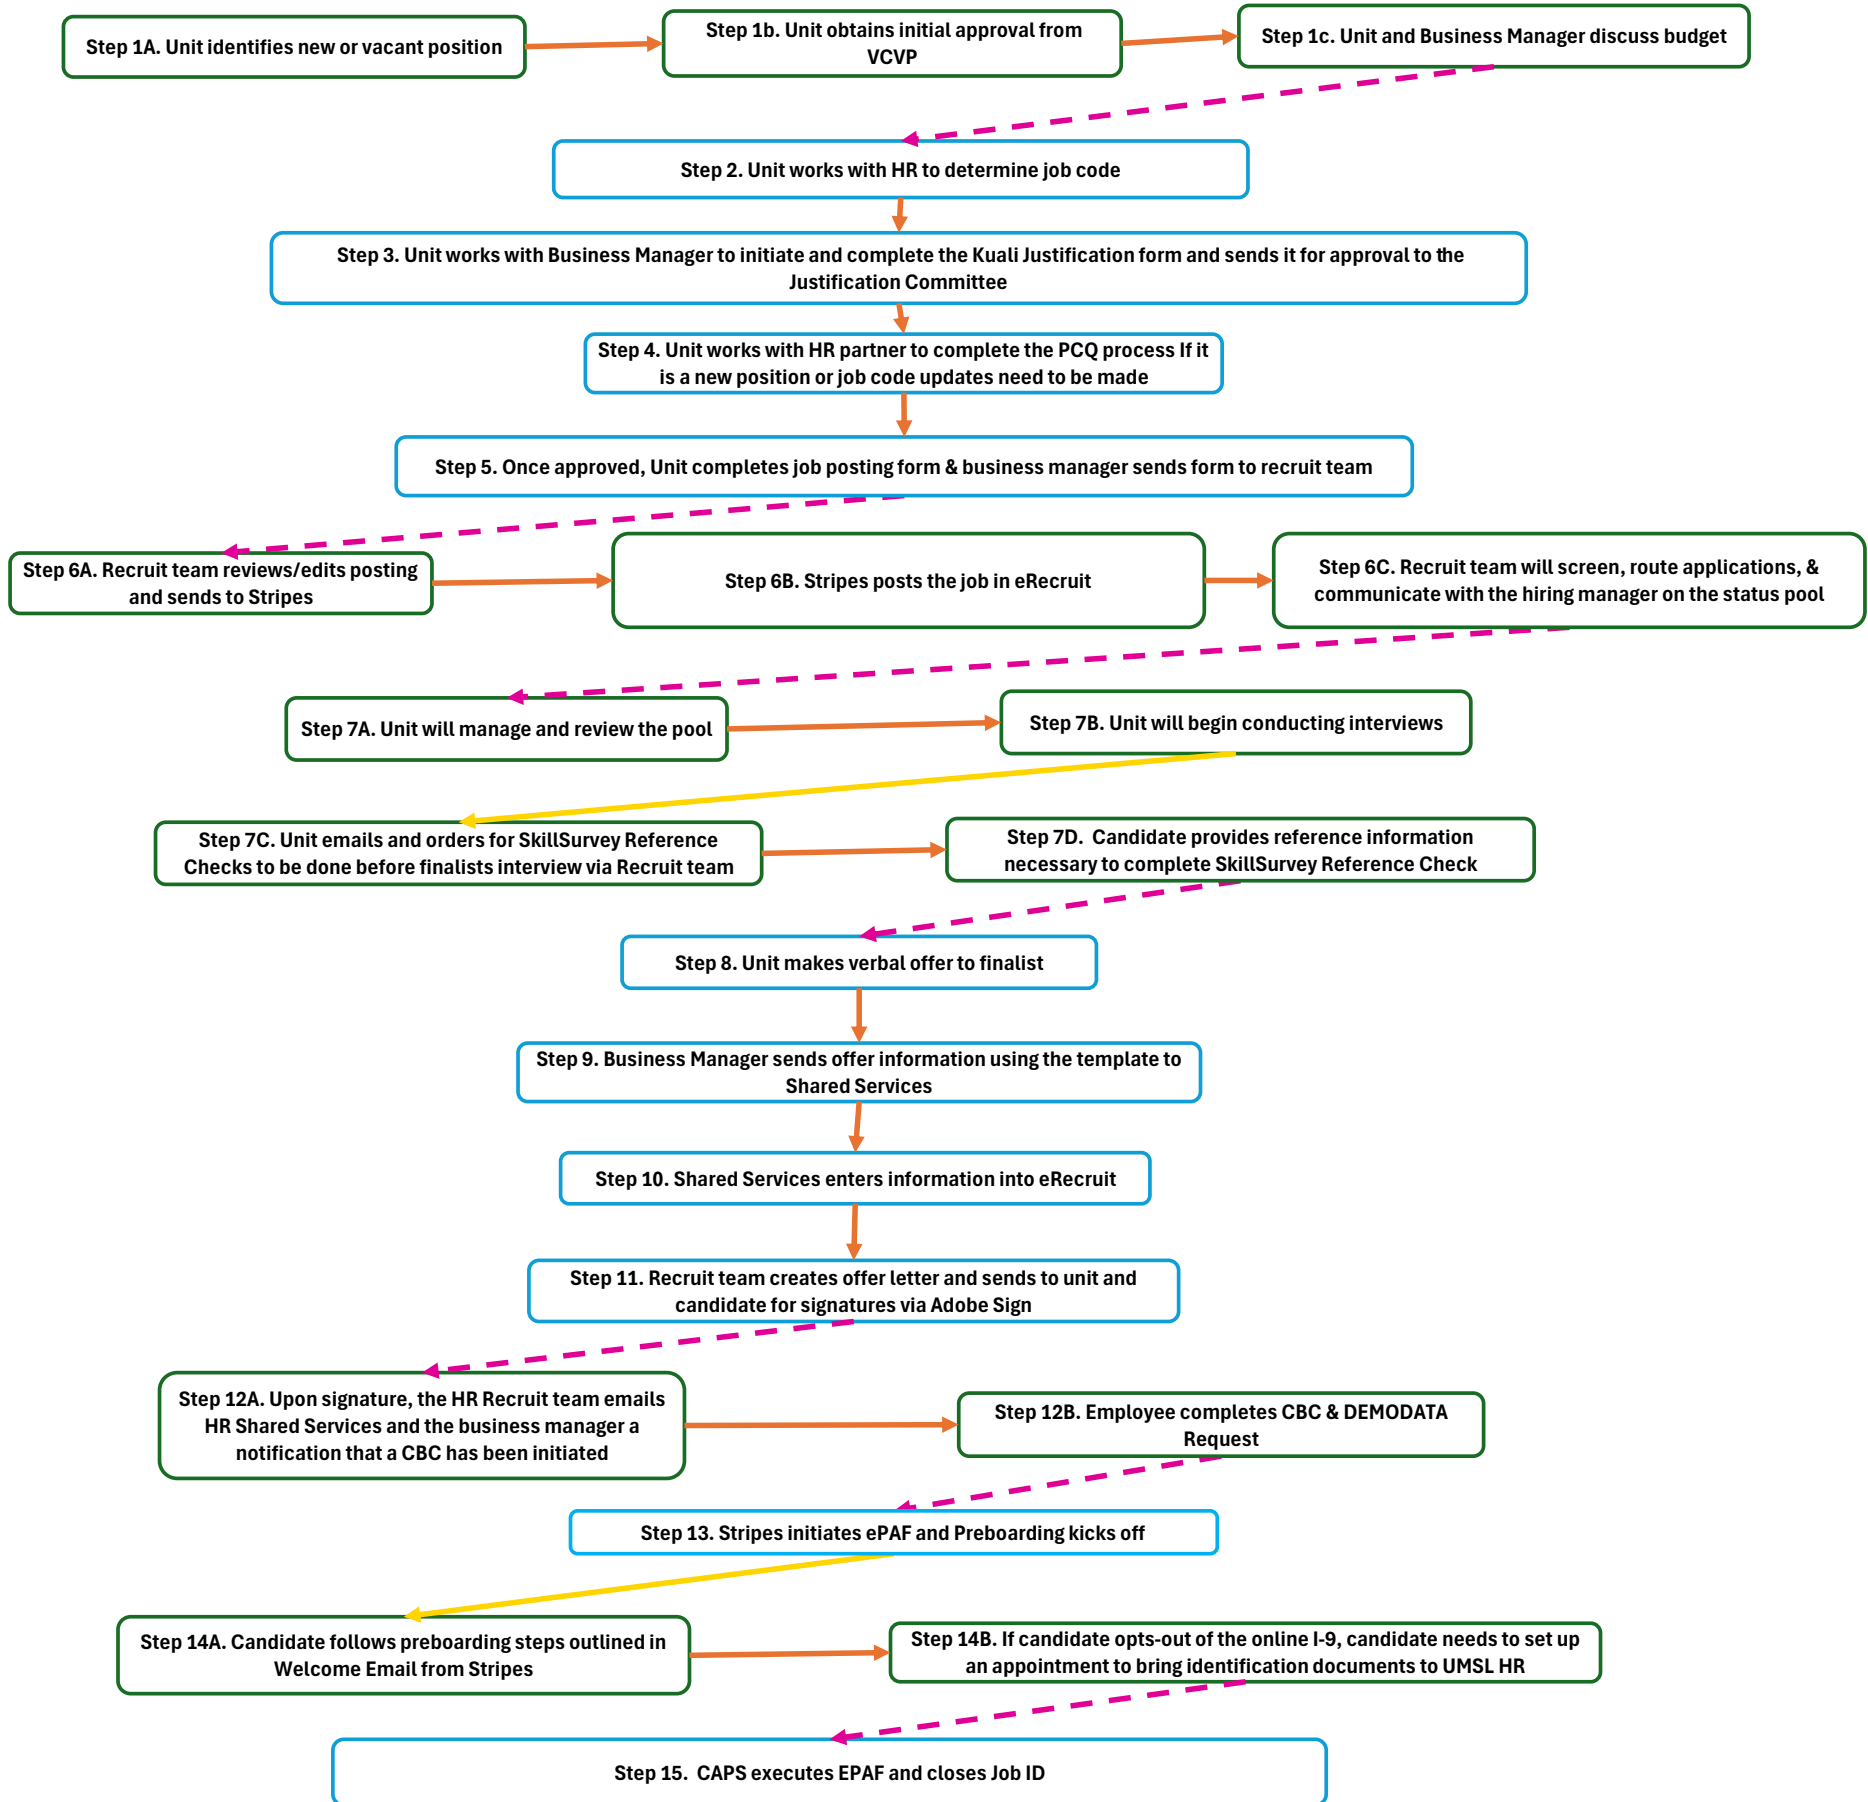 Step 1A. Unit identifies new or vacant position
Step 1b. Unit obtains initial approval from
VCVP
Step 1c. Unit and Business Manager discuss budget
Step 2. Unit works with HR to determine job code
Step 3. Unit works with Business Manager to initiate and complete the Kuali Justification form and sends it for approval to the
Justification Committee
Step 4. Unit works with HR partner to complete the PCQ process If it
is a new position or job code updates need to be made
Step 5. Once approved, Unit completes job posting form & business manager sends form to recruit team
Step 6A. Recruit team reviews/edits posting
and sends to Stripes
Step 6B. Stripes posts the job in eRecruit
Step 6C. Recruit team will screen, route applications, &
communicate with the hiring manager on the status pool
Step 7A. Unit will manage and review the pool
Step 7B. Unit will begin conducting interviews
Step 7C. Unit emails and orders for SkillSurvey Reference
Checks to be done before finalists interview via Recruit team
Step 7D.  Candidate provides reference information
necessary to complete SkillSurvey Reference Check
Step 8. Unit makes verbal offer to finalist
Step 9. Business Manager sends offer information using the template to
Shared Services
Step 10. Shared Services enters information into eRecruit
Step 11. Recruit team creates offer letter and sends to unit and
candidate for signatures via Adobe Sign
Step 12A. Upon signature, the HR Recruit team emails
HR Shared Services and the business manager a
notification that a CBC has been initiated
Step 12B. Employee completes CBC & DEMODATA
Request
Step 13. Stripes initiates ePAF and Preboarding kicks off
Step 14A. Candidate follows preboarding steps outlined in
Welcome Email from Stripes
Step 14B. If candidate opts-out of the online I-9, candidate needs to set up
an appointment to bring identification documents to UMSL HR
Step 15.  CAPS executes EPAF and closes Job ID